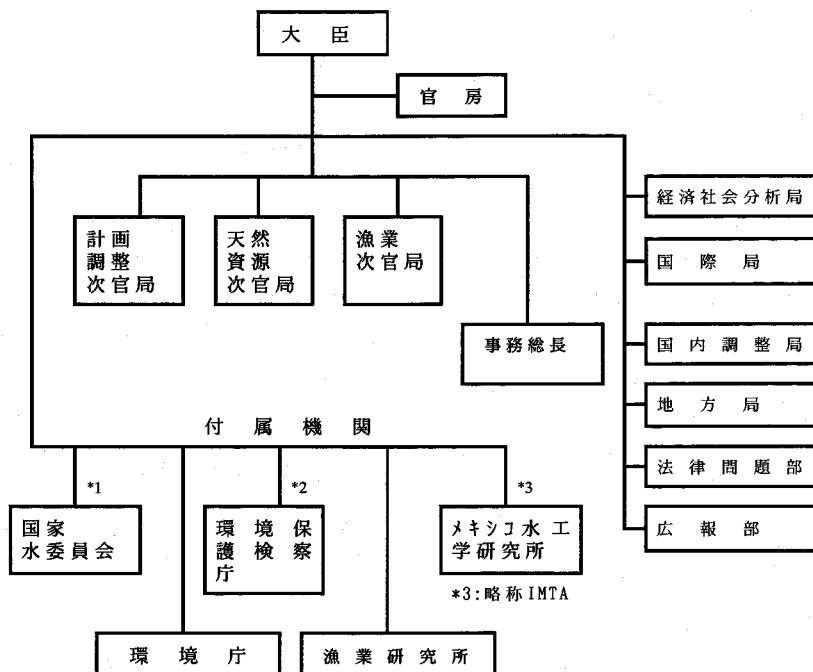 大臣
官房
経済社会分析局
計画
調整
次官局
天然
資源
次官局
漁業
次官局
国際局
事務総長
国内調整局
地方局
付属機関
法律問題部
*1
*2
*3
国家
水委員会
環境保
護検察
庁
メキシコ水工
学研究所
広報部
*3:略称IMTA
環境庁
漁業研究所